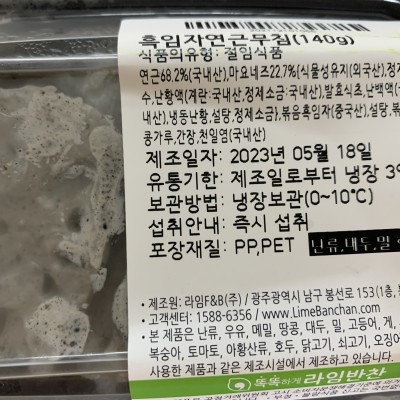 흑임자연근무침(140g)
식품의유형: 절임식품
연근68.2%(국내산),마요네즈22.7%{식물성유지(외국산),정제
수,난황액(계란:국내산,정제소금:국내산),발효식초,난백액(
내산),냉동난황,설탕,정제소금},볶음흑임자(중국산),설탕,볶음
콩가루,간장,천일염(국내산)
제조일자: 2023년 05월 18일
유통기한: 제조일로부터 냉장
보관방법: 냉장보관(0~10℃)
섭취안내: 즉시 섭취
포장재질: PP,PET 난류,대두,밀
• 제조원: 라임F&B(주) / 광주광역시 남구 봉선로 153(1층,
• 고객센터: 1588-6356 / www.LimeBanchan.com
• 본 제품은 난류, 우유, 메밀, 땅콩, 대두, 밀, 고등어, 게,
복숭아, 토마토, 아황산류, 호두, 닭고기, 쇠고기, 오징어
사용한 제품과 같은 제조시설에서 제조하고 있습니다.
똑똑하게 라임반찬